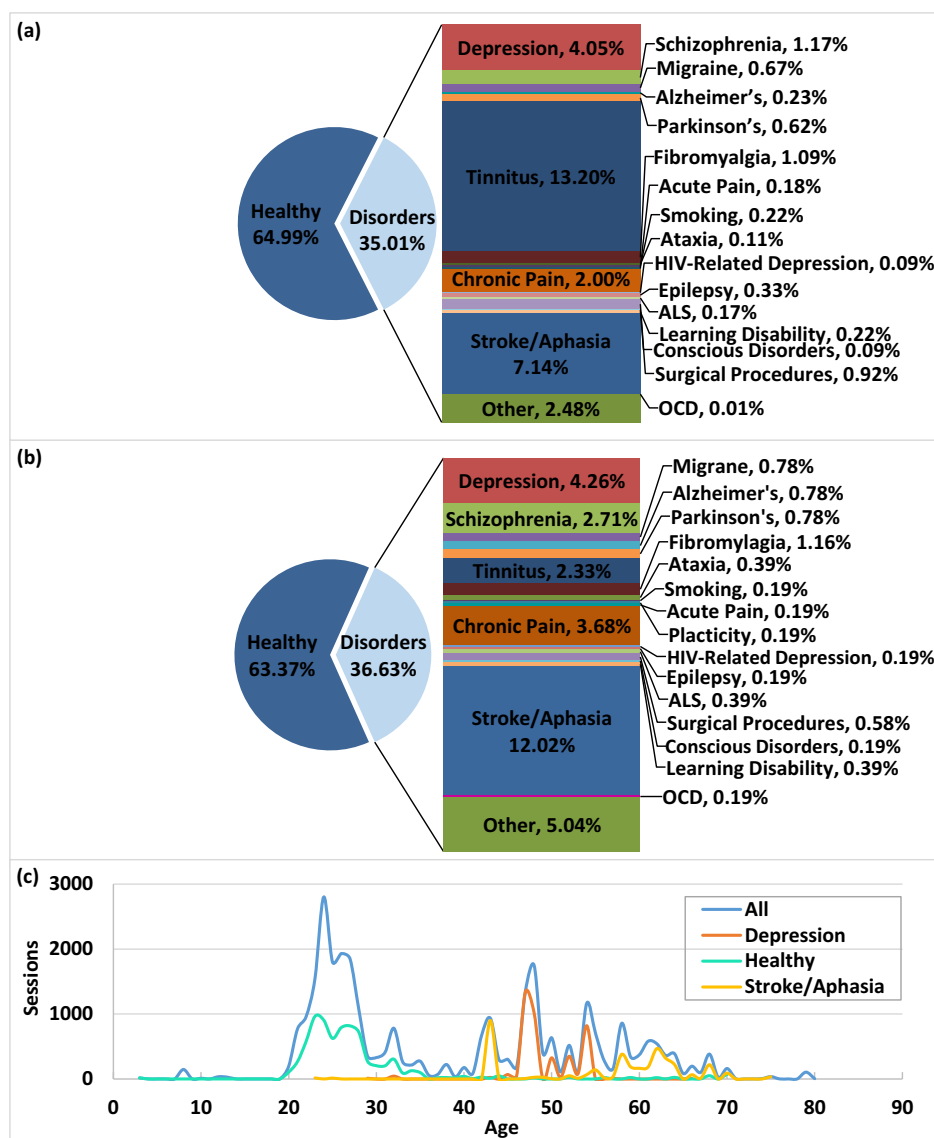 (a)
Healthy
64.99%
Disorders
35.01%
Depression, 4.05%
Tinnitus, 13.20%
Chronic Pain, 2.00%
Stroke/Aphasia
7.14%
Other, 2.48%
Schizophrenia, 1.17%
Migraine, 0.67%
Alzheimer’s, 0.23%
Parkinson’s, 0.62%
Fibromyalgia, 1.09%
Acute Pain, 0.18%
Smoking, 0.22%
Ataxia, 0.11%
HIV-Related Depression, 0.09%
Epilepsy, 0.33%
ALS, 0.17%
Learning Disability, 0.22%
Conscious Disorders, 0.09%
Surgical Procedures, 0.92%
OCD, 0.01%
(b)
Healthy
63.37%
Disorders
36.63%
Depression, 4.26%
Schizophrenia, 2.71%
Tinnitus, 2.33%
Chronic Pain, 3.68%
Stroke/Aphasia
12.02%
Other, 5.04%
Migrane, 0.78%
Alzheimer's, 0.78%
Parkinson's, 0.78%
Fibromylagia, 1.16%
Ataxia, 0.39%
Smoking, 0.19%
Acute Pain, 0.19%
Placticity, 0.19%
HIV-Related Depression, 0.19%
Epilepsy, 0.19%
ALS, 0.39%
Surgical Procedures, 0.58%
Conscious Disorders, 0.19%
Learning Disability, 0.39%
OCD, 0.19%
(c)
3000
2000
1000
0
Sessions
All
Depression
Healthy
Stroke/Aphasia
0 10 20 30 40 50 60 70 80 90
Age